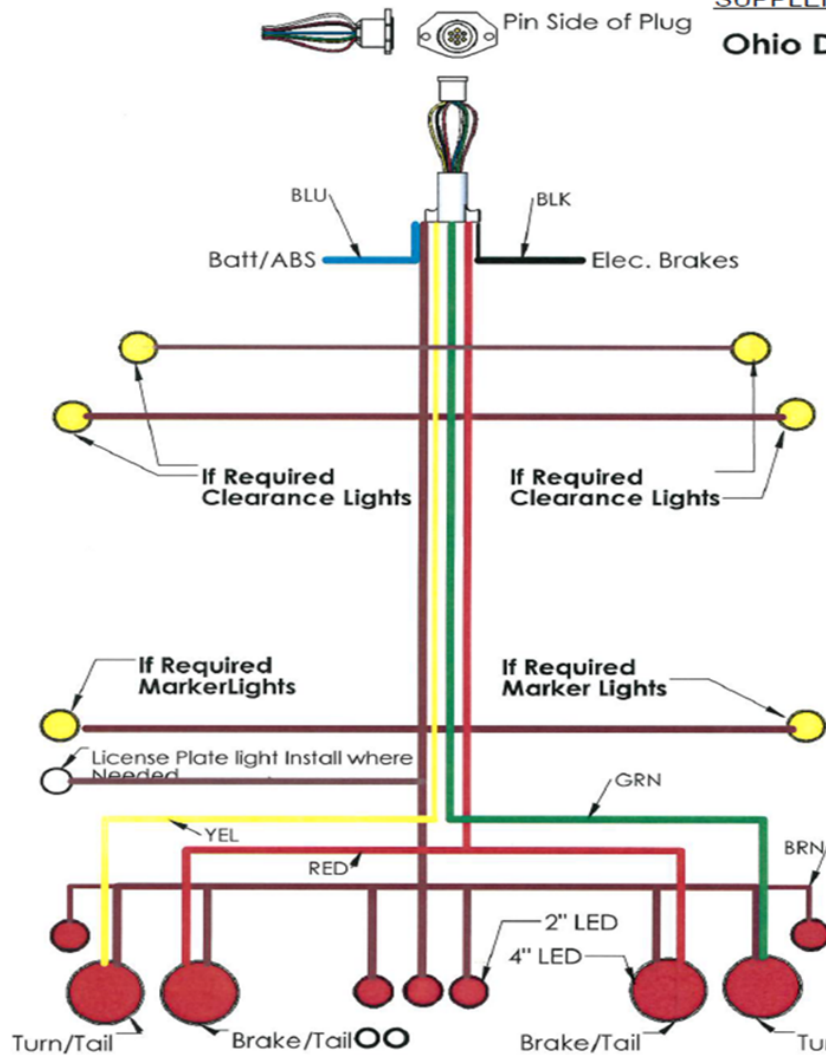 Pin Side of Plug
Ohio D
BLU
BLK
Batt/ABS
Elec. Brakes
If Required
Clearance Lights
If Required
Clearance Lights
If Required
MarkerLights
If Required
Marker Lights
License Plate light Install where
Needed
GRN
YEL
RED
BRN
2" LED
4" LED
Turn/Tail
Brake/Tail
Brake/Tail
Tu